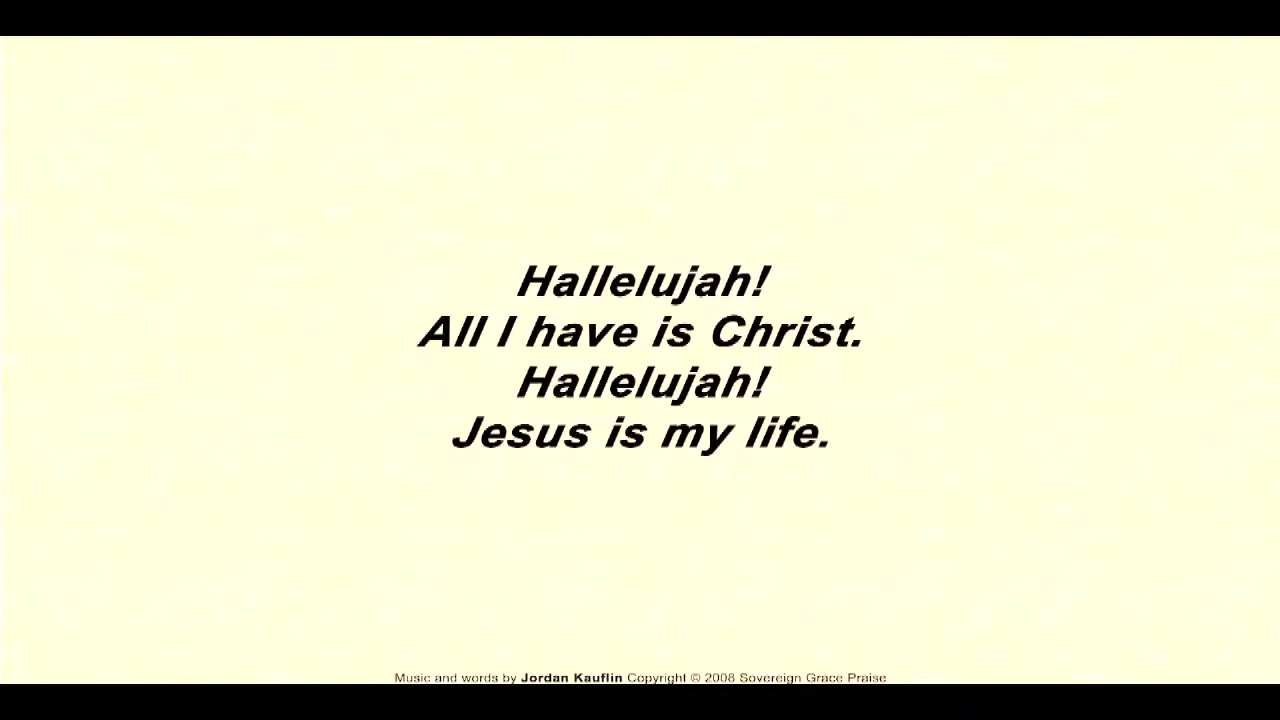 Hallelujah!
All I have is Christ.
Hallelujah!
Jesus is my life.
Music and words by Jordan Kauflin Copyright © 2008 Sovereign Grace Praise